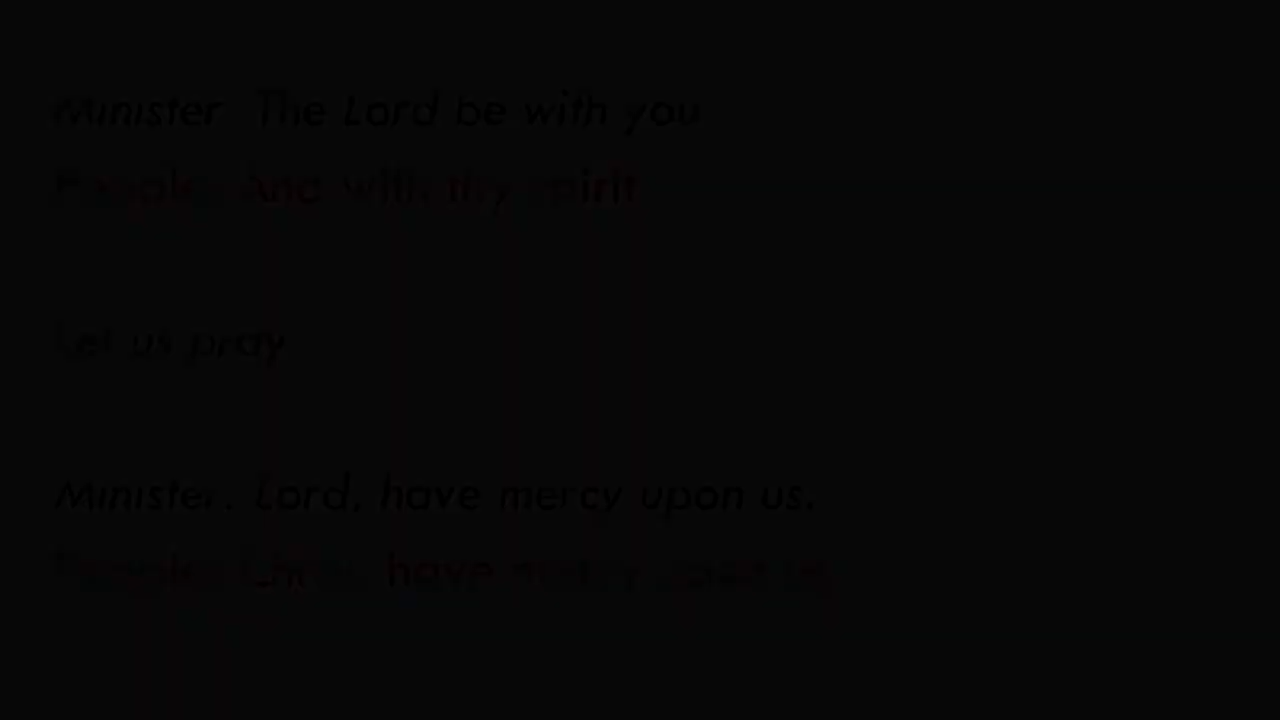 Minister. The Lord be with you
People. And with thy spirit
Let us pray
Minister. Lord, have mercy upon us.
People. Christ, have mercy upon us